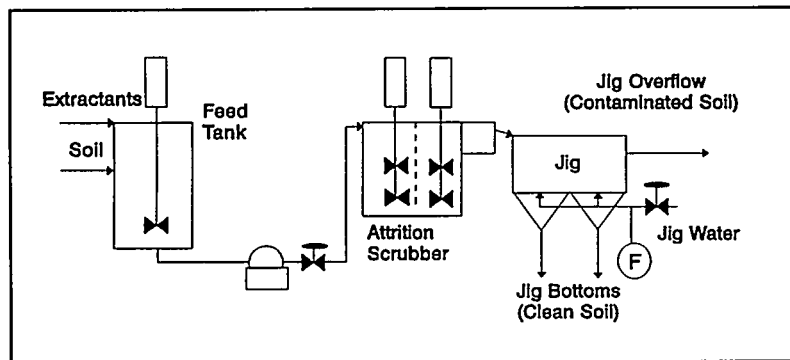 Extractants
Feed
Tank
Soil
Attrition
Scrubber
Jig Overflow
(Contaminated Soil)
Jig
Jig Water
F
Jig Bottoms
(Clean Soil)